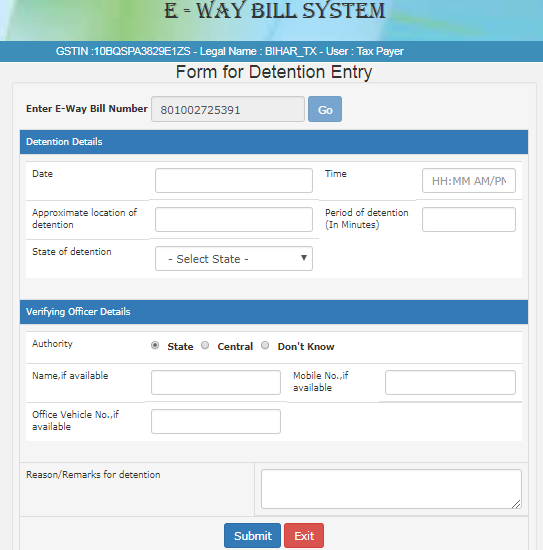 E - WAY BILL SYSTEM
GSTIN :10BQSPA3829E1ZS - Legal Name : BIHAR_TX - User : Tax Payer
Form for Detention Entry
Enter E-Way Bill Number 801002725391 Go
Detention Details
Date Time HH:MM AM/PM
Approximate location of
detention
Period of detention
(In Minutes)
State of detention - Select State -
Verifying Officer Details
Authority State Central Don't Know
Name,if available
Mobile No.,if
available
Office Vehicle No.,if
available
Reason/Remarks for detention
Submit Exit